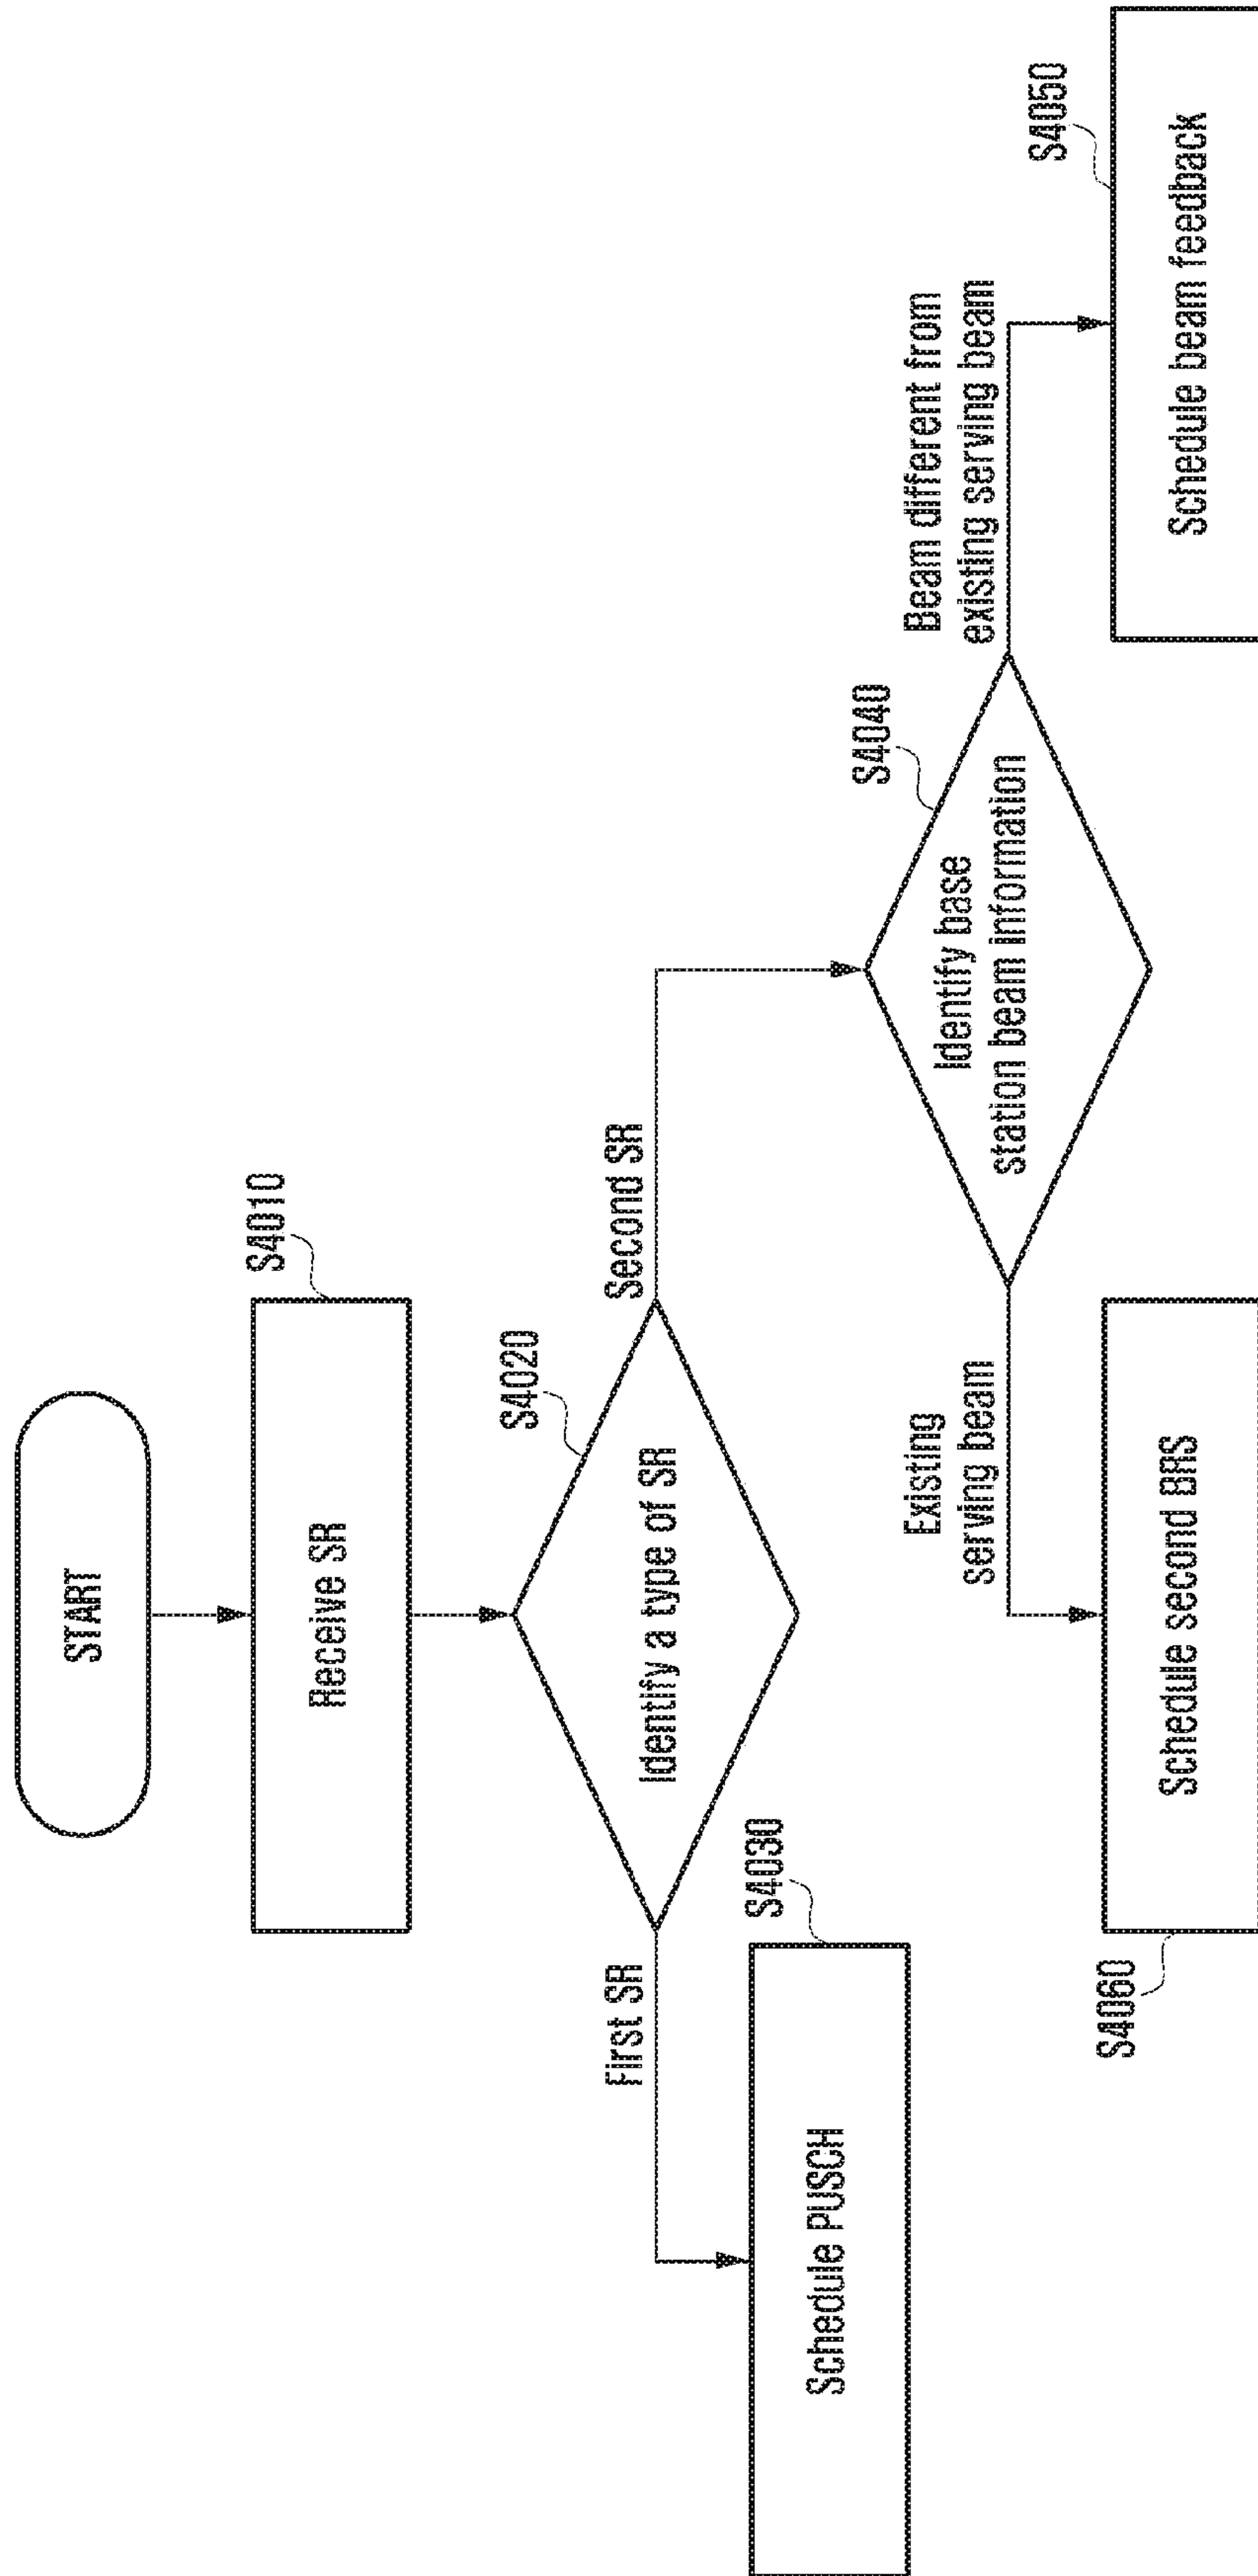 START
S4010
Receive SR
S4020
Identify a type of SR
First SR
Second SR
S4030
Schedule PUSCH
S4040
Identify base
station beam information
Existing
serving beam
Beam different from
existing serving beam
S4060
Schedule second BRS
S4050
Schedule beam feedback